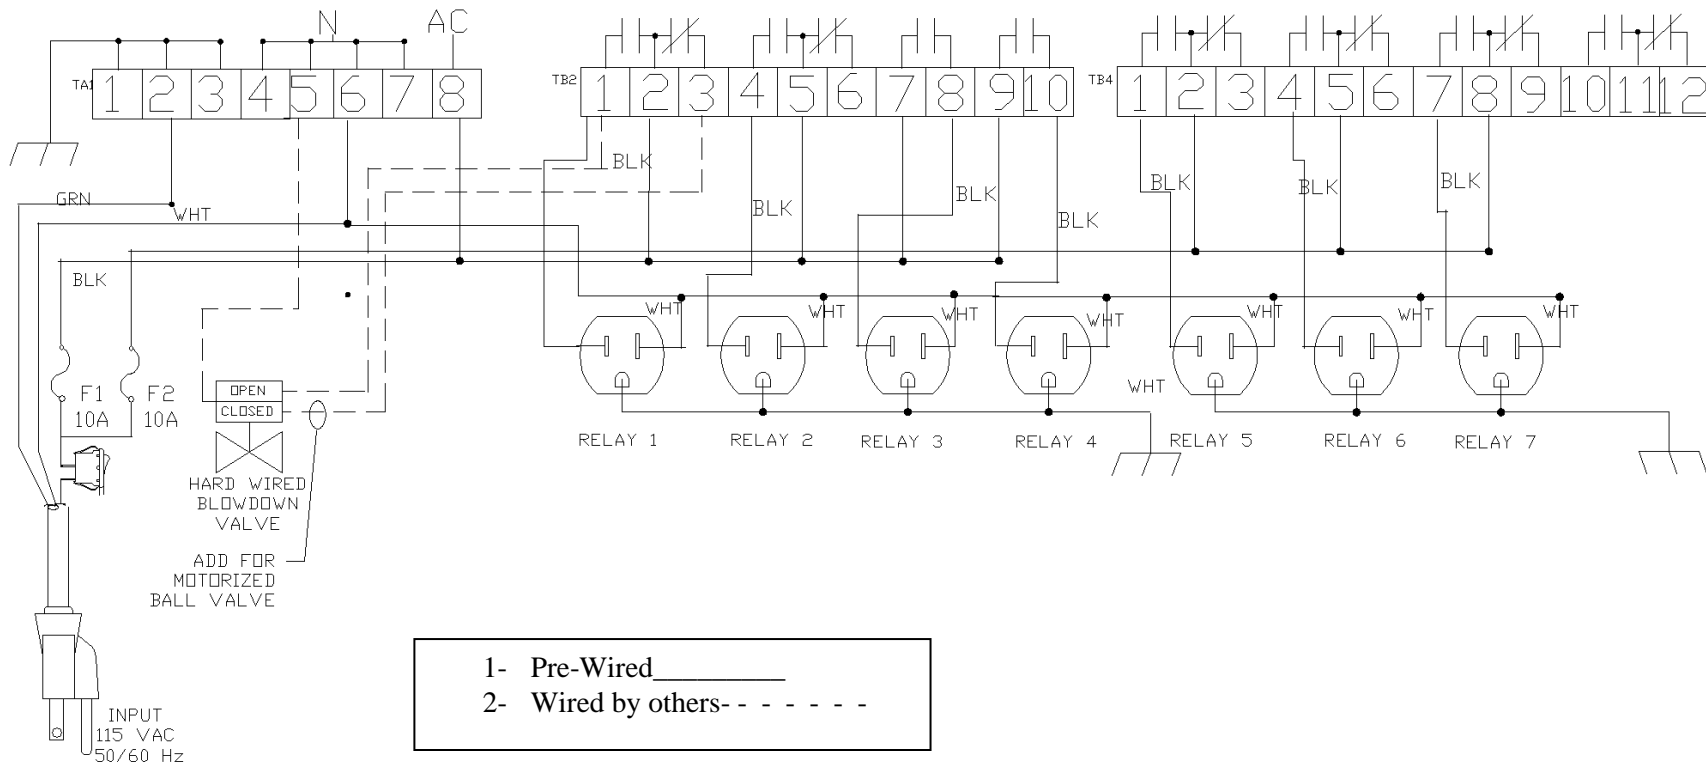 N
AC
TA1
1 2 3 4 5 6 7 8
TB2
1 2 3 4 5 6 7 8 9 10
TB4
1 2 3 4 5 6 7 8 9 10 11 12
BLK
BLK
BLK
BLK
BLK
BLK
BLK
GRN
WHT
BLK
WHT
WHT
WHT
WHT
WHT
WHT
WHT
F1
10A
F2
10A
OPEN
CLOSED
WHT
RELAY 1
RELAY 2
RELAY 3
RELAY 4
RELAY 5
RELAY 6
RELAY 7
HARD WIRED
BLOWDOWN
VALVE
ADD FOR
MOTORIZED
BALL VALVE
1- Pre-Wired_________
2- Wired by others- - - - - - -
INPUT
115 VAC
50/60 Hz